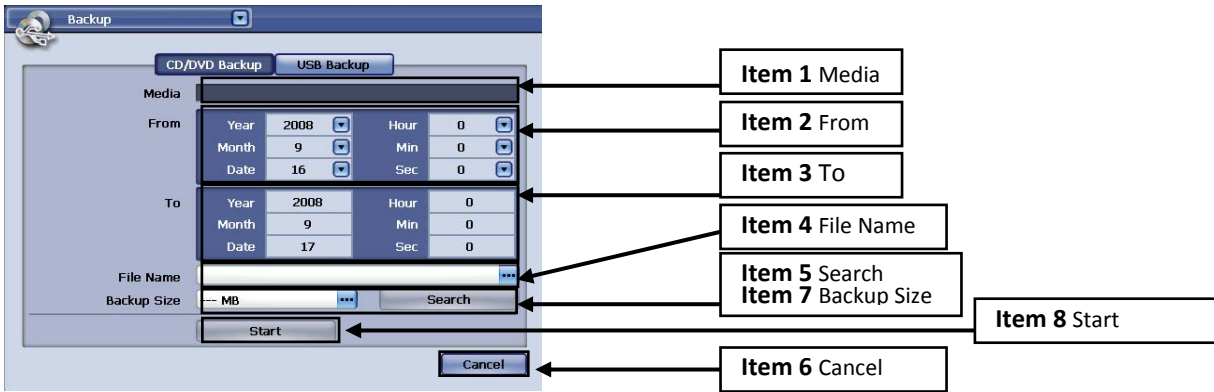 Backup
CD/DVD Backup USB Backup
Media
From Year 2008 Hour 0
Month 9 Min 0
Date 16 Sec 0
To Year 2008 Hour 0
Month 9 Min 0
Date 17 Sec 0
File Name ...
Backup Size --- MB ... Search
Start
Cancel
Item 1 Media
Item 2 From
Item 3 To
Item 4 File Name
Item 5 Search
Item 7 Backup Size
Item 8 Start
Item 6 Cancel